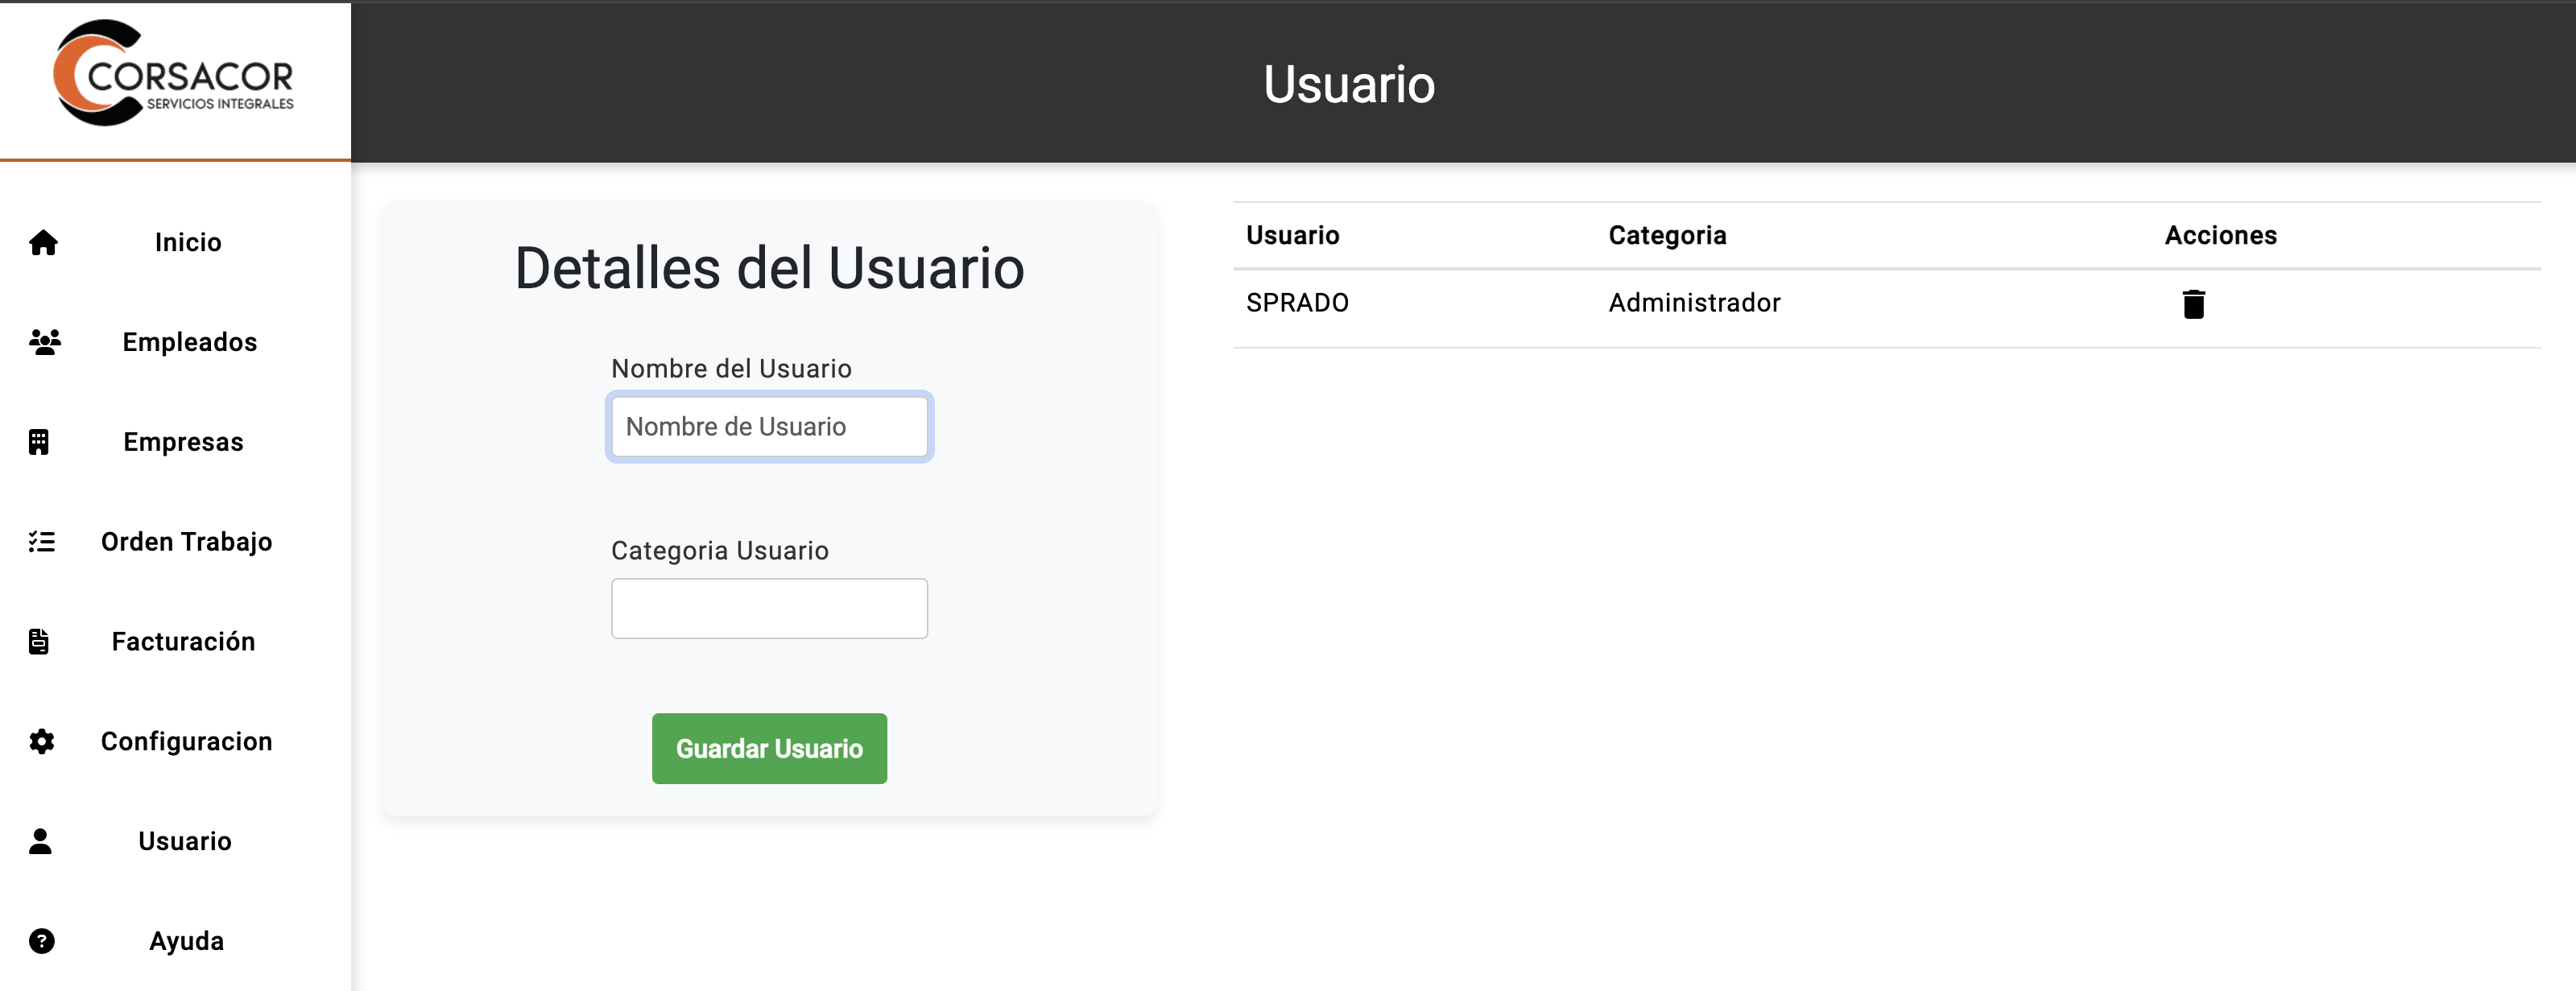 CORSACOR
SERVICIOS INTEGRALES
Usuario
Inicio
Empleados
Empresas
Orden Trabajo
Facturación
Configuracion
Usuario
Ayuda
Detalles del Usuario
Nombre del Usuario
Nombre de Usuario
Categoria Usuario
Guardar Usuario
Usuario Categoria Acciones
SPRADO Administrador